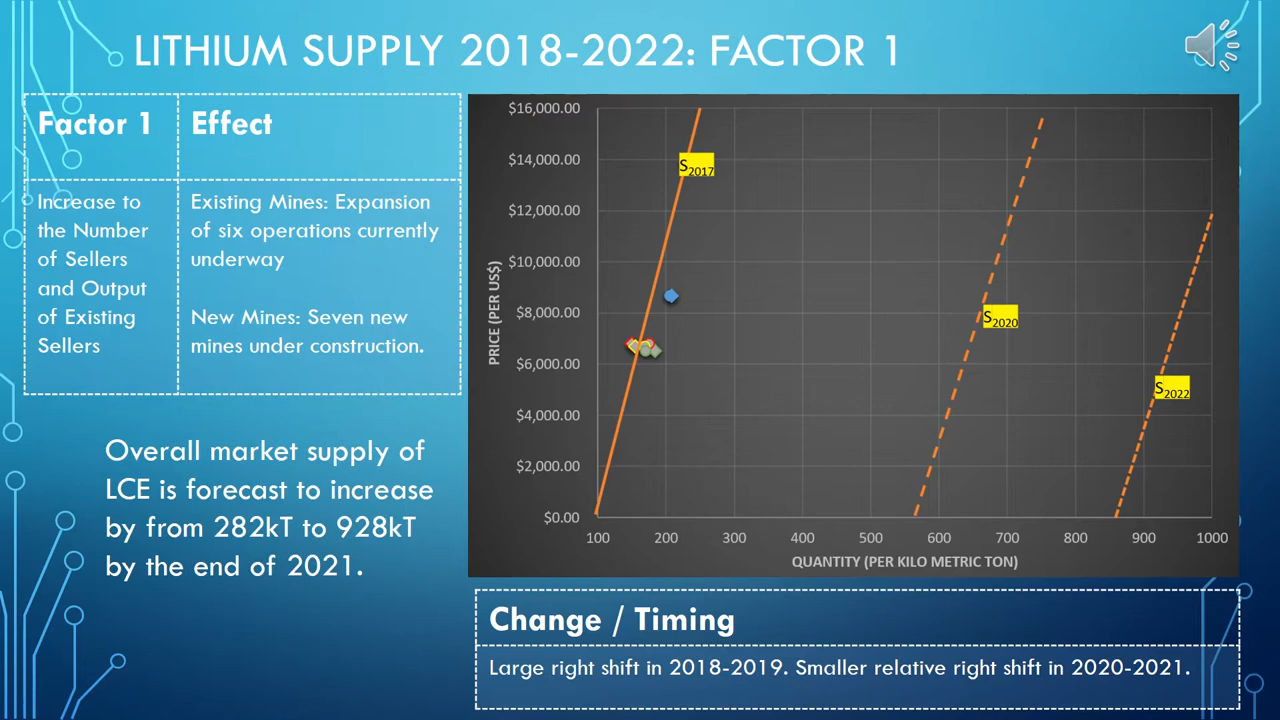 LITHIUM SUPPLY 2018-2022: FACTOR 1
Factor 1
Effect
Increase to
the Number
of Sellers
and Output
of Existing
Sellers
Existing Mines: Expansion
of six operations currently
underway
New Mines: Seven new
mines under construction.
Overall market supply of
LCE is forecast to increase
by from 282kT to 928kT
by the end of 2021.
PRICE (PER US$)
$16,000.00
$14,000.00
$12,000.00
$10,000.00
$8,000.00
$6,000.00
$4,000.00
$2,000.00
$0.00
S2017
S2020
S2022
100 200 300 400 500 600 700 800 900 1000
QUANTITY (PER KILO METRIC TON)
Change / Timing
Large right shift in 2018-2019. Smaller relative right shift in 2020-2021.